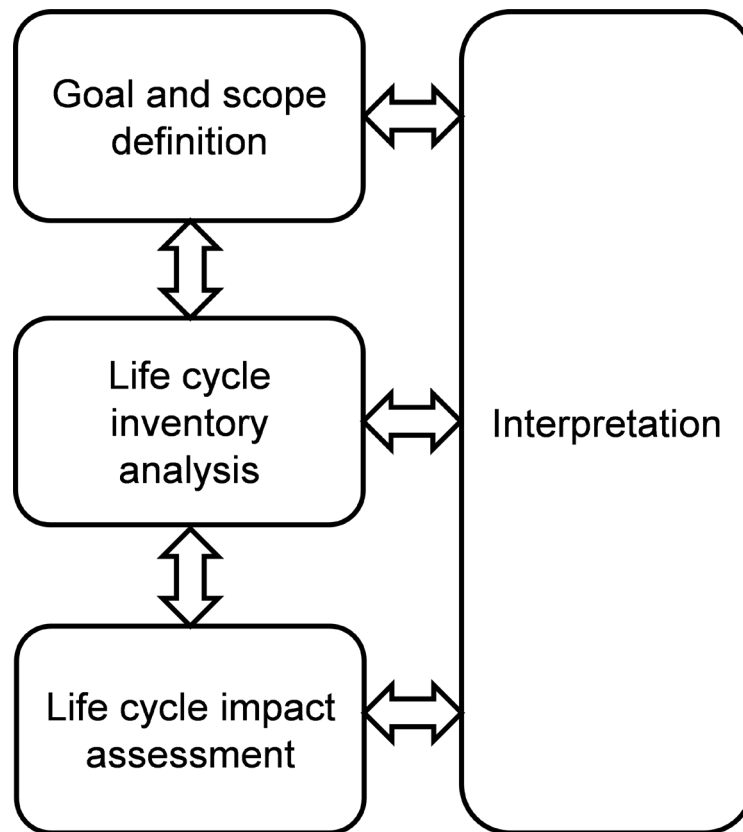 Goal and scope
definition
Life cycle
inventory
analysis
Life cycle impact
assessment
Interpretation